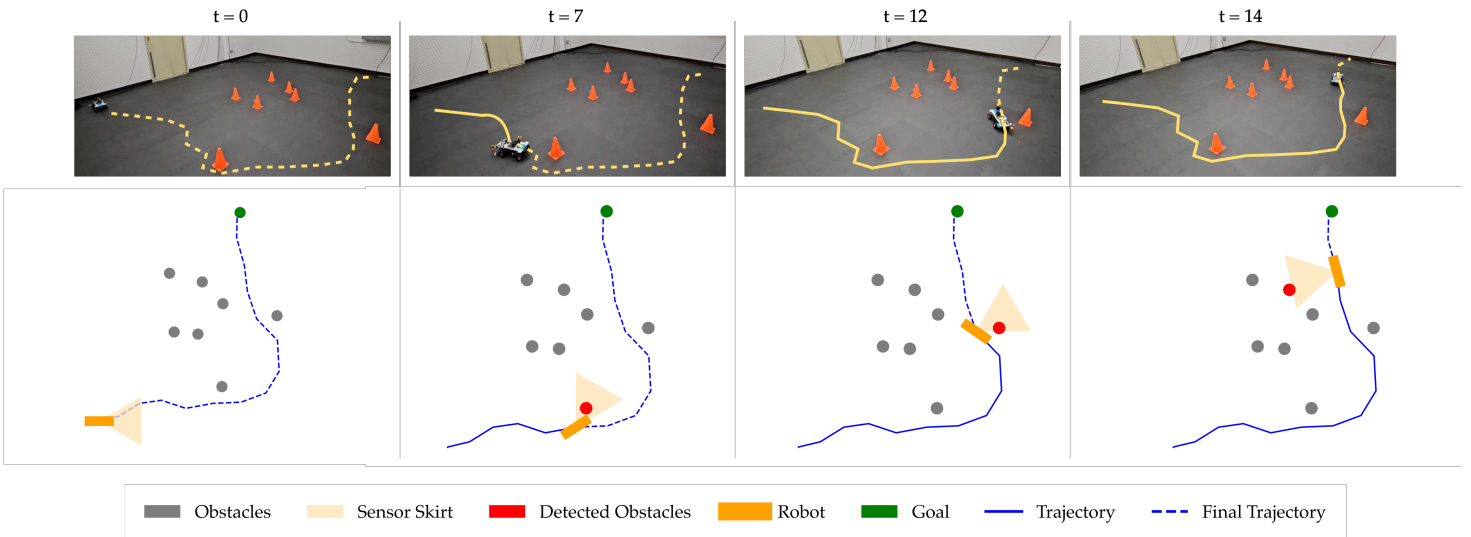 t = 0
t = 7
t = 12
t = 14
Obstacles
Sensor Skirt
Detected Obstacles
Robot
Goal
Trajectory
Final Trajectory